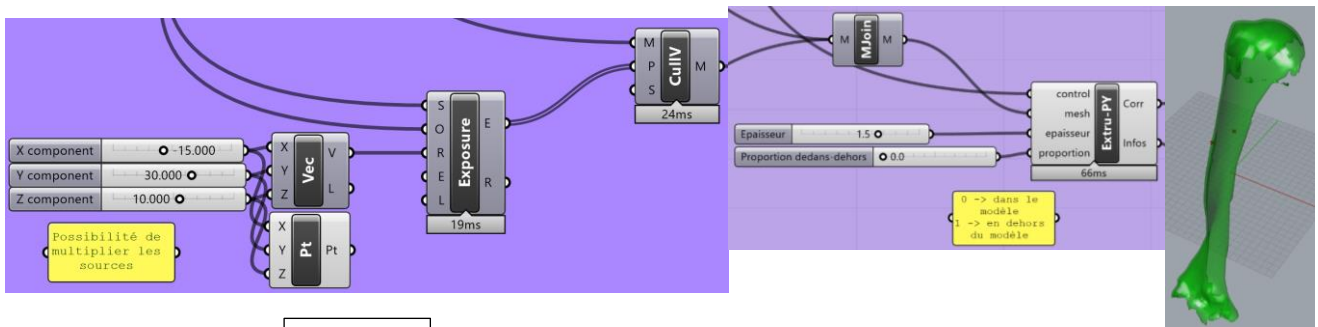 M
P
S
CullV
M
24ms
S
O
R
E
L
Exposure
E
R
19ms
X component
-15.000
Y component
30.000
Z component
10.000
X
Y
Z
Vec
V
L
X
Y
Z
Pt
Pt
Possibilité de
multiplier les
sources
M
MJoin
M
control
mesh
epaisseur
proportion
Extru-PY
Corr
Infos
66ms
Epaisseur
1.5
Proportion dedans-dehors
0.0
0 -> dans le
modèle
1 -> en dehors
du modèle